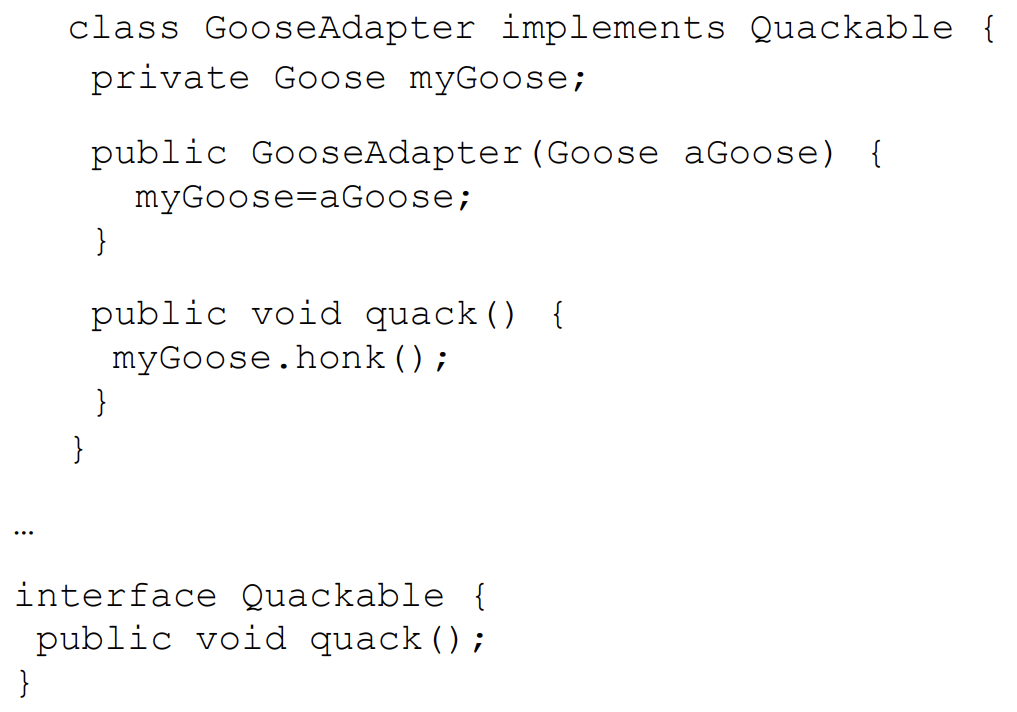 class GooseAdapter implements Quackable {
private Goose myGoose;
public GooseAdapter(Goose aGoose) {
myGoose=aGoose;
}
public void quack() {
myGoose.honk();
}
}
…
interface Quackable {
public void quack();
}